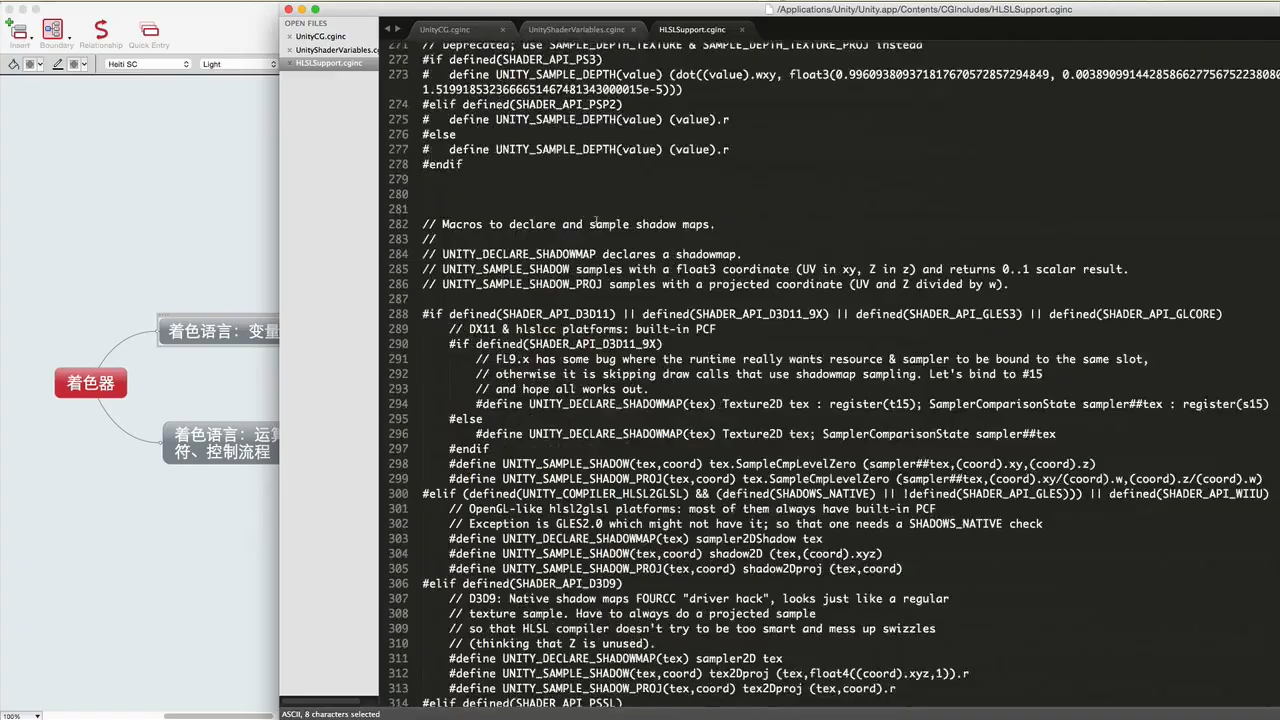 /Applications/Unity/Unity.app/Contents/CGIncludes/HLSLSupport.cginc
Insert
Boundary
Relationship
Quick Entry
Heiti SC
Light
着色器
着色语言：变量
着色语言：运算
符、控制流程
100%
OPEN FILES
UnityCG.cginc
UnityShaderVariables.cg
HLSLSupport.cginc
UnityCG.cginc
UnityShaderVariables.cginc
HLSLSupport.cginc
271 // Deprecated; use SAMPLE_DEPTH_TEXTURE & SAMPLE_DEPTH_TEXTURE_PROJ instead
272 #if defined(SHADER_API_PS3)
273 #   define UNITY_SAMPLE_DEPTH(value) (dot((value).wxy, float3(0.996093809371817670572857294849, 0.0038909914428586627756752238080
1.5199185323666651467481343000015e-5)))
274 #elif defined(SHADER_API_PSP2)
275 #   define UNITY_SAMPLE_DEPTH(value) (value).r
276 #else
277 #   define UNITY_SAMPLE_DEPTH(value) (value).r
278 #endif
279
280
281
282 // Macros to declare and sample shadow maps.
283 //
284 // UNITY_DECLARE_SHADOWMAP declares a shadowmap.
285 // UNITY_SAMPLE_SHADOW samples with a float3 coordinate (UV in xy, Z in z) and returns 0..1 scalar result.
286 // UNITY_SAMPLE_SHADOW_PROJ samples with a projected coordinate (UV and Z divided by w).
287
288 #if defined(SHADER_API_D3D11) || defined(SHADER_API_D3D11_9X) || defined(SHADER_API_GLES3) || defined(SHADER_API_GLCORE)
289     // DX11 & hlslcc platforms: built-in PCF
290     #if defined(SHADER_API_D3D11_9X)
291         // FL9.x has some bug where the runtime really wants resource & sampler to be bound to the same slot,
292         // otherwise it is skipping draw calls that use shadowmap sampling. Let's bind to #15
293         // and hope all works out.
294         #define UNITY_DECLARE_SHADOWMAP(tex) Texture2D tex : register(t15); SamplerComparisonState sampler##tex : register(s15)
295     #else
296         #define UNITY_DECLARE_SHADOWMAP(tex) Texture2D tex; SamplerComparisonState sampler##tex
297     #endif
298     #define UNITY_SAMPLE_SHADOW(tex,coord) tex.SampleCmpLevelZero (sampler##tex,(coord).xy,(coord).z)
299     #define UNITY_SAMPLE_SHADOW_PROJ(tex,coord) tex.SampleCmpLevelZero (sampler##tex,(coord).xy/(coord).w,(coord).z/(coord).w)
300 #elif (defined(UNITY_COMPILER_HLSL2GLSL) && (defined(SHADOWS_NATIVE) || !defined(SHADER_API_GLES))) || defined(SHADER_API_WIIU)
301     // OpenGL-like hlsl2glsl platforms: most of them always have built-in PCF
302     // Exception is GLES2.0 which might not have it; so that one needs a SHADOWS_NATIVE check
303     #define UNITY_DECLARE_SHADOWMAP(tex) sampler2DShadow tex
304     #define UNITY_SAMPLE_SHADOW(tex,coord) shadow2D (tex,(coord).xyz)
305     #define UNITY_SAMPLE_SHADOW_PROJ(tex,coord) shadow2Dproj (tex,coord)
306 #elif defined(SHADER_API_D3D9)
307     // D3D9: Native shadow maps FOURCC "driver hack", looks just like a regular
308     // texture sample. Have to always do a projected sample
309     // so that HLSL compiler doesn't try to be too smart and mess up swizzles
310     // (thinking that Z is unused).
311     #define UNITY_DECLARE_SHADOWMAP(tex) sampler2D tex
312     #define UNITY_SAMPLE_SHADOW(tex,coord) tex2Dproj (tex,float4((coord).xyz,1)).r
313     #define UNITY_SAMPLE_SHADOW_PROJ(tex,coord) tex2Dproj (tex,coord).r
314 #elif defined(SHADER_API_PSSL)
ASCII, 8 characters selected